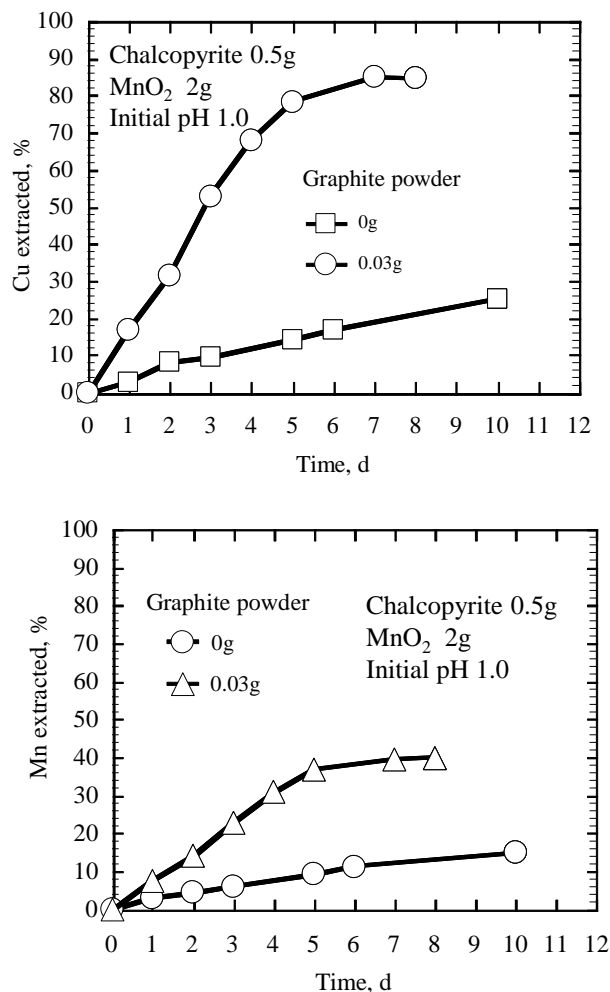 100
90
80
70
60
50
40
30
20
10
0
Cu extracted, %
Chalcopyrite 0.5g
MnO₂ 2g
Initial pH 1.0
Graphite powder
0g
0.03g
0 1 2 3 4 5 6 7 8 9 10 11 12
Time, d
100
90
80
70
60
50
40
30
20
10
0
Mn extracted, %
Graphite powder
0g
0.03g
Chalcopyrite 0.5g
MnO₂ 2g
Initial pH 1.0
0 1 2 3 4 5 6 7 8 9 10 11 12
Time, d